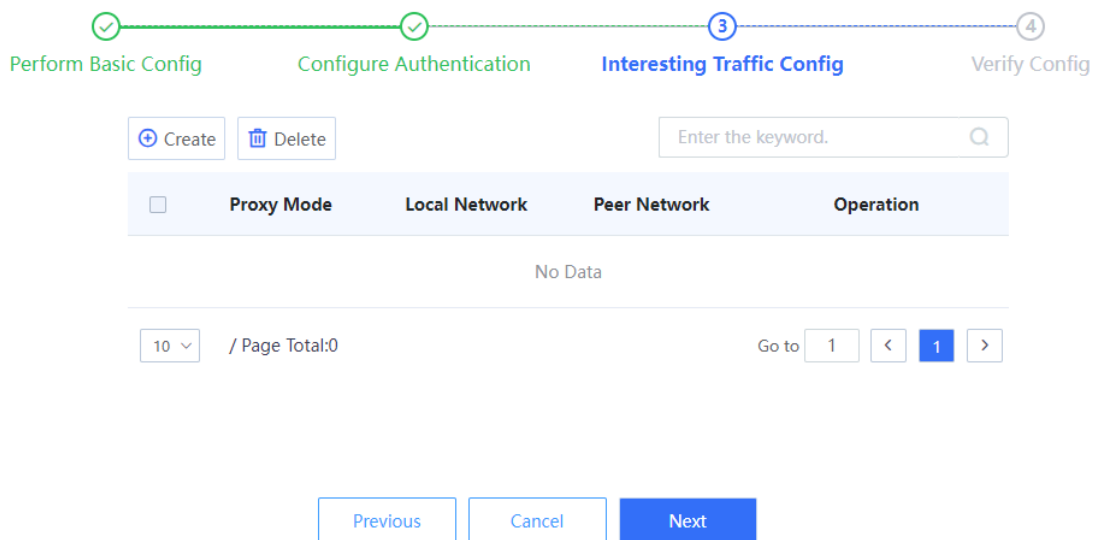 3 4
Perform Basic Config Configure Authentication Interesting Traffic Config Verify Config
Create Delete Enter the keyword.
Proxy Mode Local Network Peer Network Operation
No Data
10 / Page Total:0 Go to 1 < 1 >
Previous Cancel Next